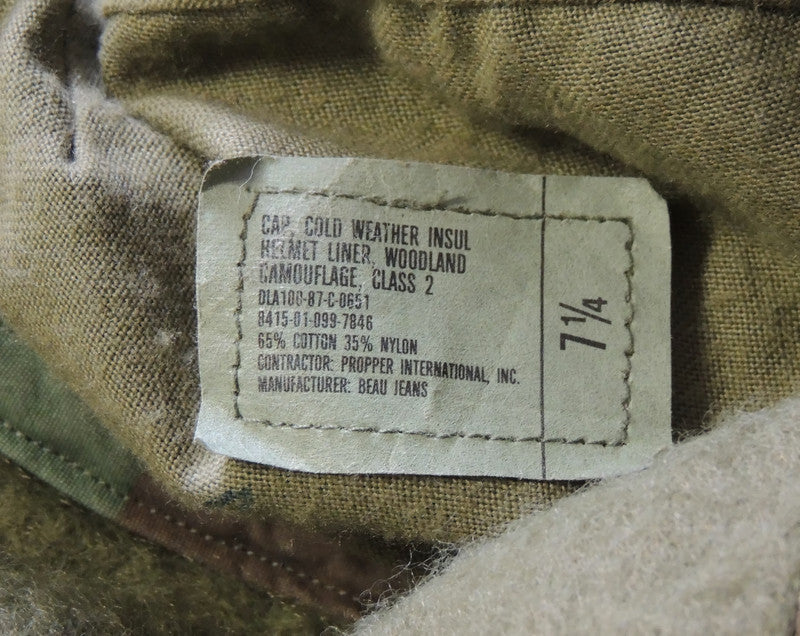 CAP, COLD WEATHER INSUL
HELMET LINER, WOODLAND
CAMOUFLAGE, CLASS 2
DLA100-87-C-0651
8415-01-099-7846
65% COTTON 35% NYLON
CONTRACTOR: PROPPER INTERNATIONAL, INC.
MANUFACTURER: BEAU JEANS
7 1/4